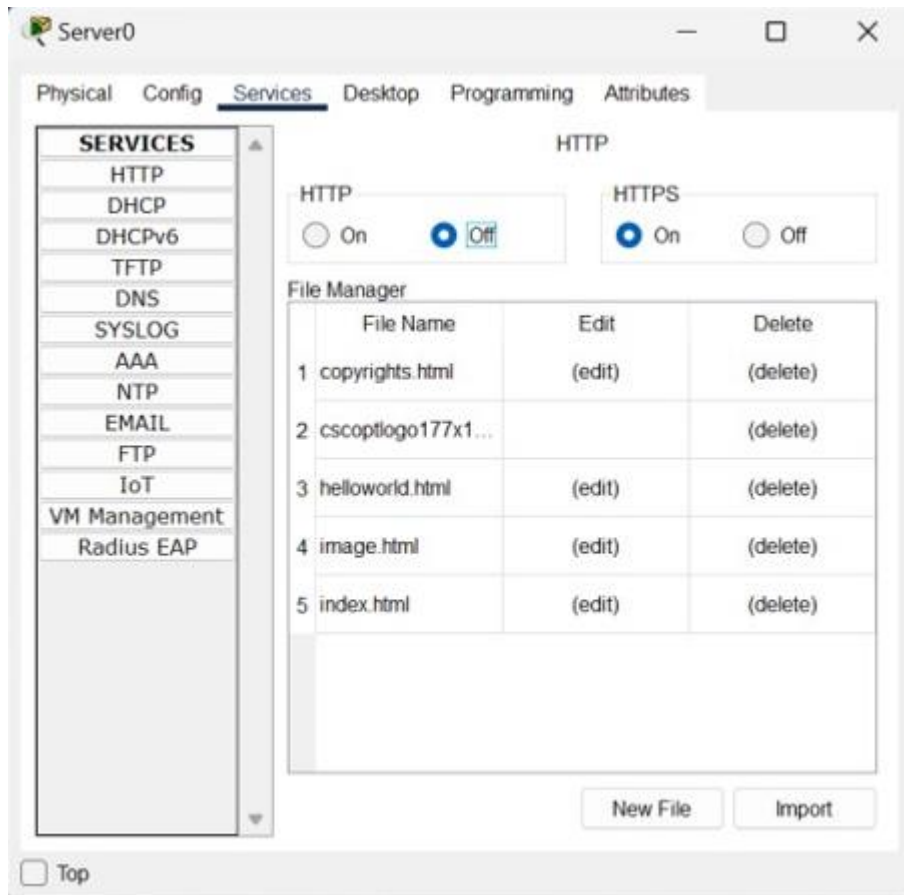 Server0
Physical Config Services Desktop Programming Attributes
SERVICES
HTTP
DHCP
DHCPv6
TFTP
DNS
SYSLOG
AAA
NTP
EMAIL
FTP
IoT
VM Management
Radius EAP
HTTP
HTTP
On Off
HTTPS
On Off
File Manager
File Name Edit Delete
1 copyrights.html (edit) (delete)
2 cscoptlogo177x1... (delete)
3 helloworld.html (edit) (delete)
4 image.html (edit) (delete)
5 index.html (edit) (delete)
New File Import
Top